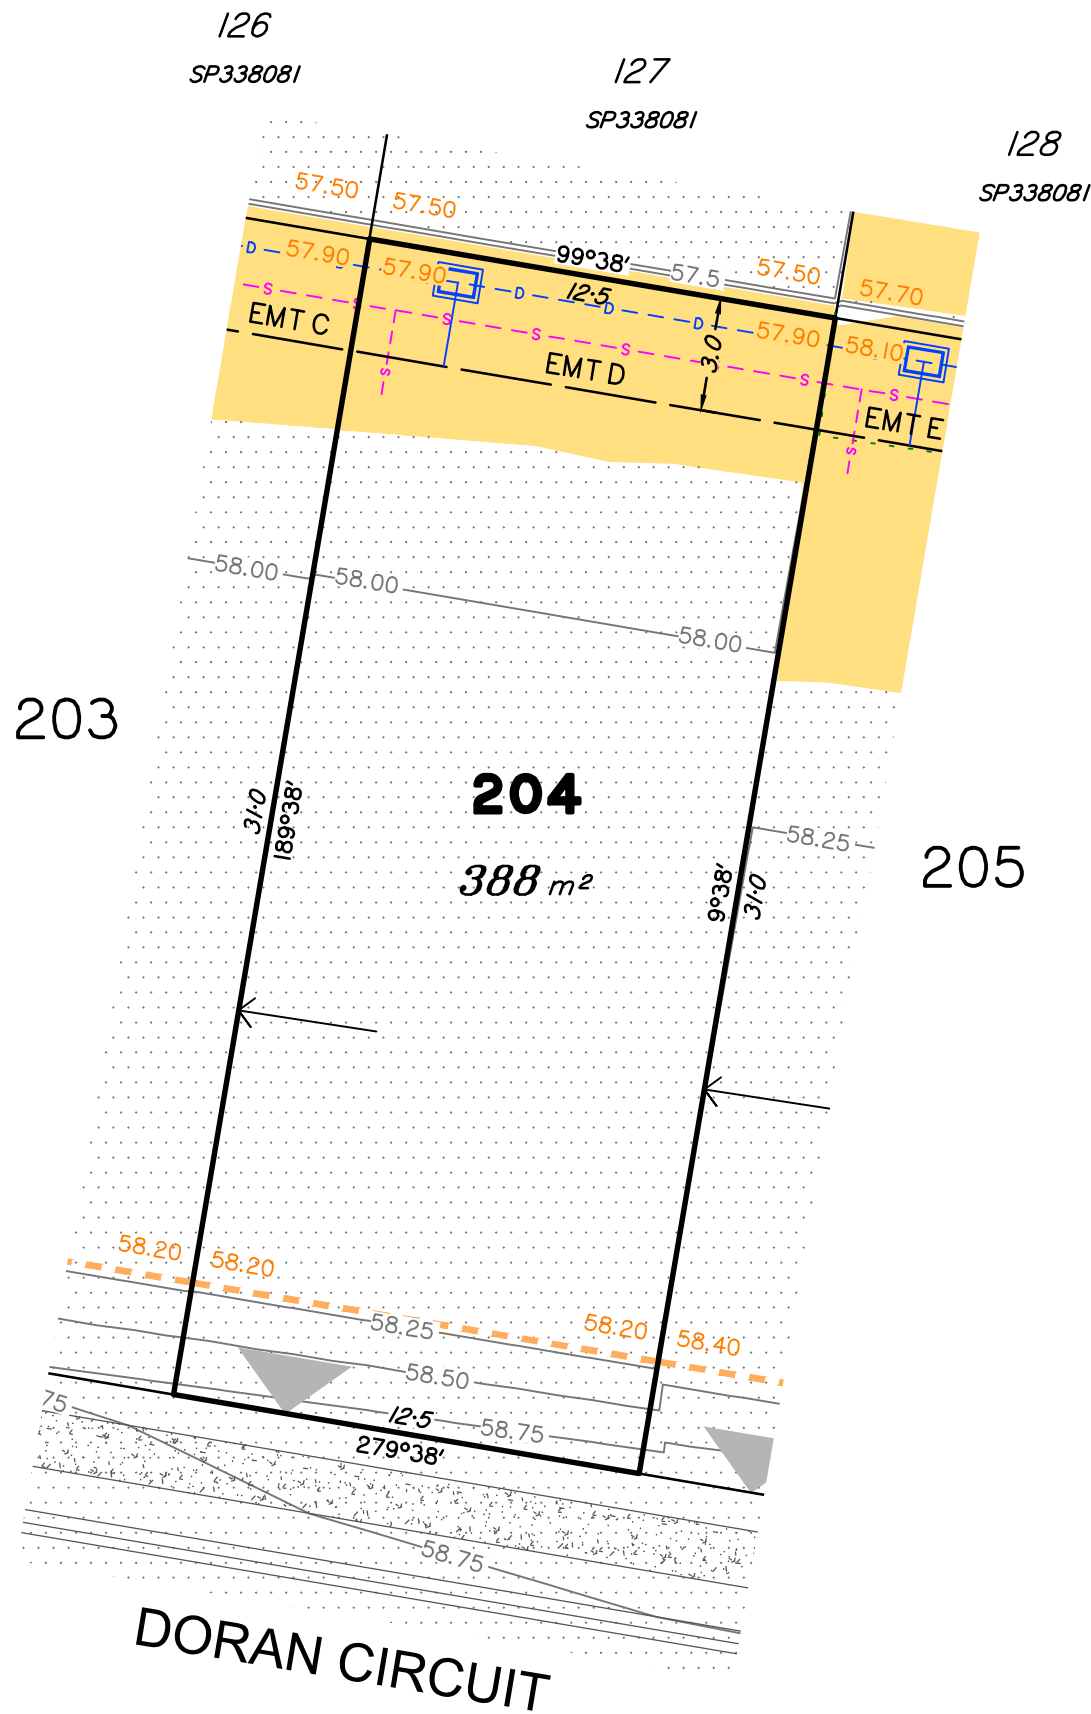 126
SP338081
127
SP338081
128
SP338081
57.50
57.50
99°38'
57.5
57.50
57.70
D
57.90
57.90
12·5
D
D
D
57.90
58.10
S
S
S
S
S
S
S
S
S
EMT C
EMT D
3.0
EMT E
58.00
58.00
58.00
203
204
388 m²
31·0
189°38'
58.25
205
9°38'
31·0
58.20
58.20
58.20
58.40
58.25
58.50
75
12·5
58.75
279°38'
58.75
DORAN CIRCUIT